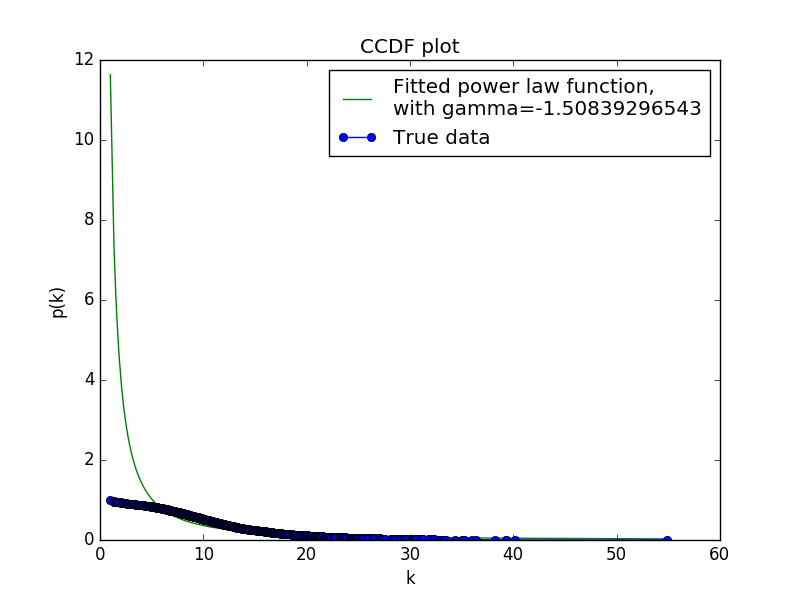 CCDF plot
Fitted power law function,
with gamma=-1.50839296543
True data
12
10
8
6
4
2
0
p(k)
0 10 20 30 40 50 60
k